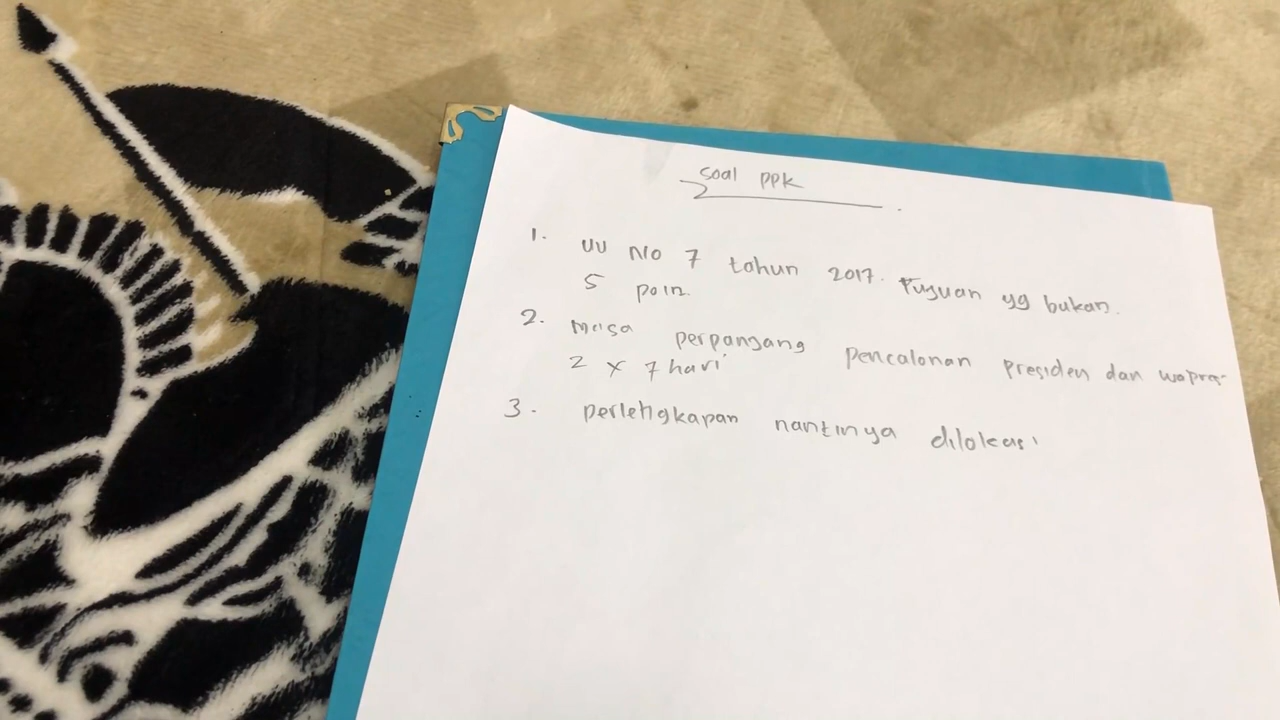 soal ppk
1. UU No 7 tahun 2017. Tujuan yg bukan.
5 poin.
2. Masa perpanjang pencalonan presiden dan wapres
2 x 7 hari
3. perlengkapan nantinya dilokasi